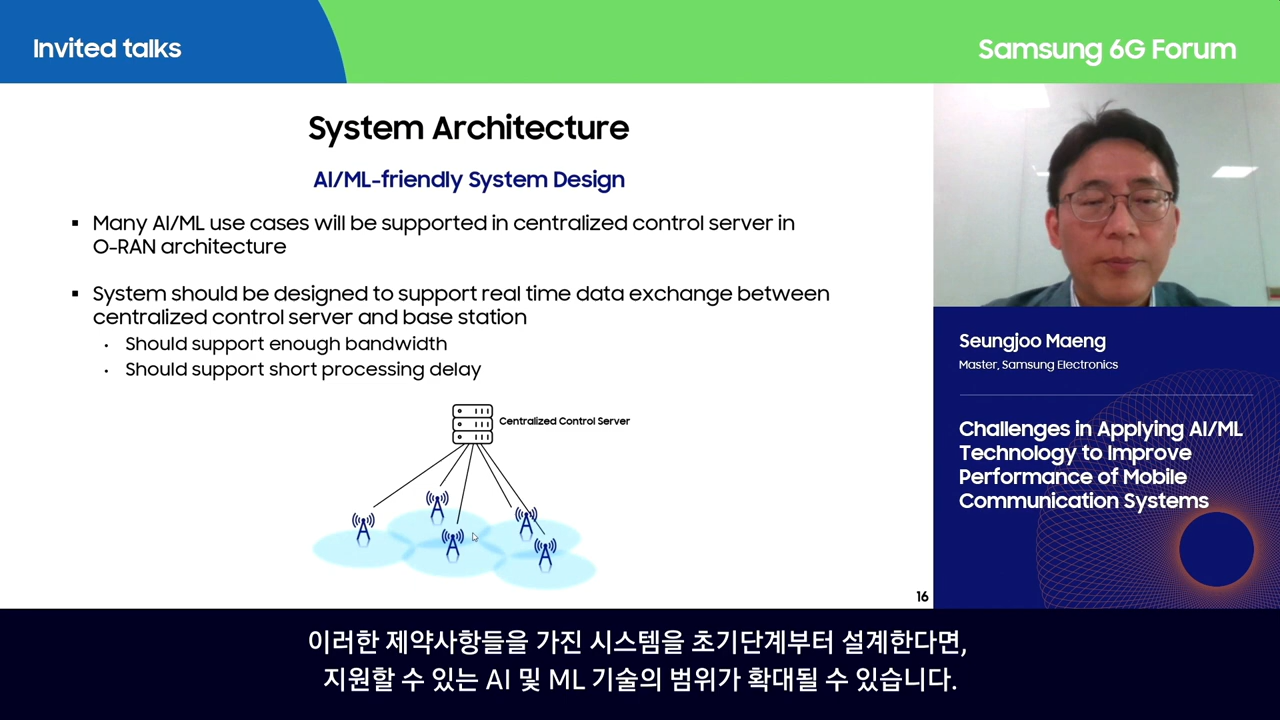 Invited talks
Samsung 6G Forum
System Architecture
AI/ML-friendly System Design
▪ Many AI/ML use cases will be supported in centralized control server in
O-RAN architecture
▪ System should be designed to support real time data exchange between
centralized control server and base station
• Should support enough bandwidth
• Should support short processing delay
Centralized Control Server
16
Seungjoo Maeng
Master, Samsung Electronics
Challenges in Applying AI/ML
Technology to Improve
Performance of Mobile
Communication Systems
이러한 제약사항들을 가진 시스템을 초기단계부터 설계한다면,
지원할 수 있는 AI 및 ML 기술의 범위가 확대될 수 있습니다.